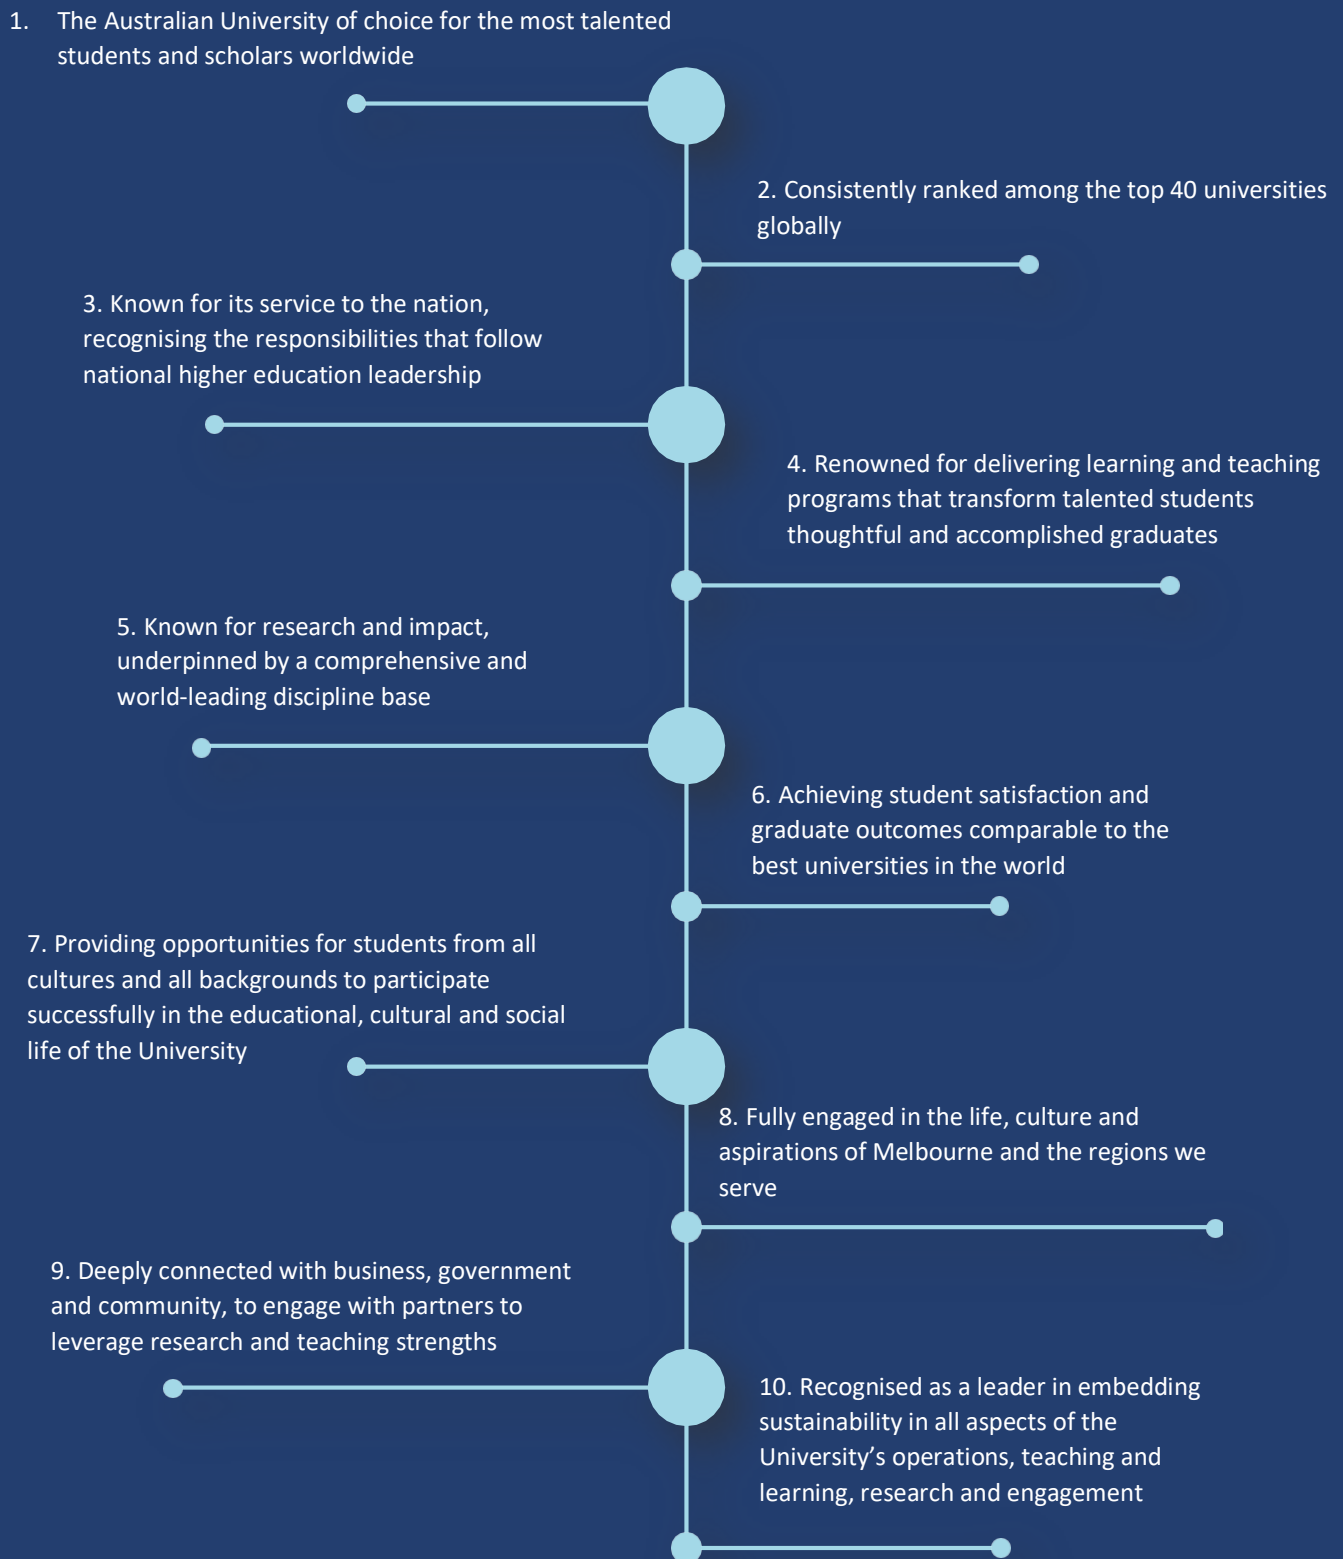 1. The Australian University of choice for the most talented
students and scholars worldwide
2. Consistently ranked among the top 40 universities
globally
3. Known for its service to the nation,
recognising the responsibilities that follow
national higher education leadership
4. Renowned for delivering learning and teaching
programs that transform talented students
thoughtful and accomplished graduates
5. Known for research and impact,
underpinned by a comprehensive and
world-leading discipline base
6. Achieving student satisfaction and
graduate outcomes comparable to the
best universities in the world
7. Providing opportunities for students from all
cultures and all backgrounds to participate
successfully in the educational, cultural and social
life of the University
8. Fully engaged in the life, culture and
aspirations of Melbourne and the regions we
serve
9. Deeply connected with business, government
and community, to engage with partners to
leverage research and teaching strengths
10. Recognised as a leader in embedding
sustainability in all aspects of the
University’s operations, teaching and
learning, research and engagement